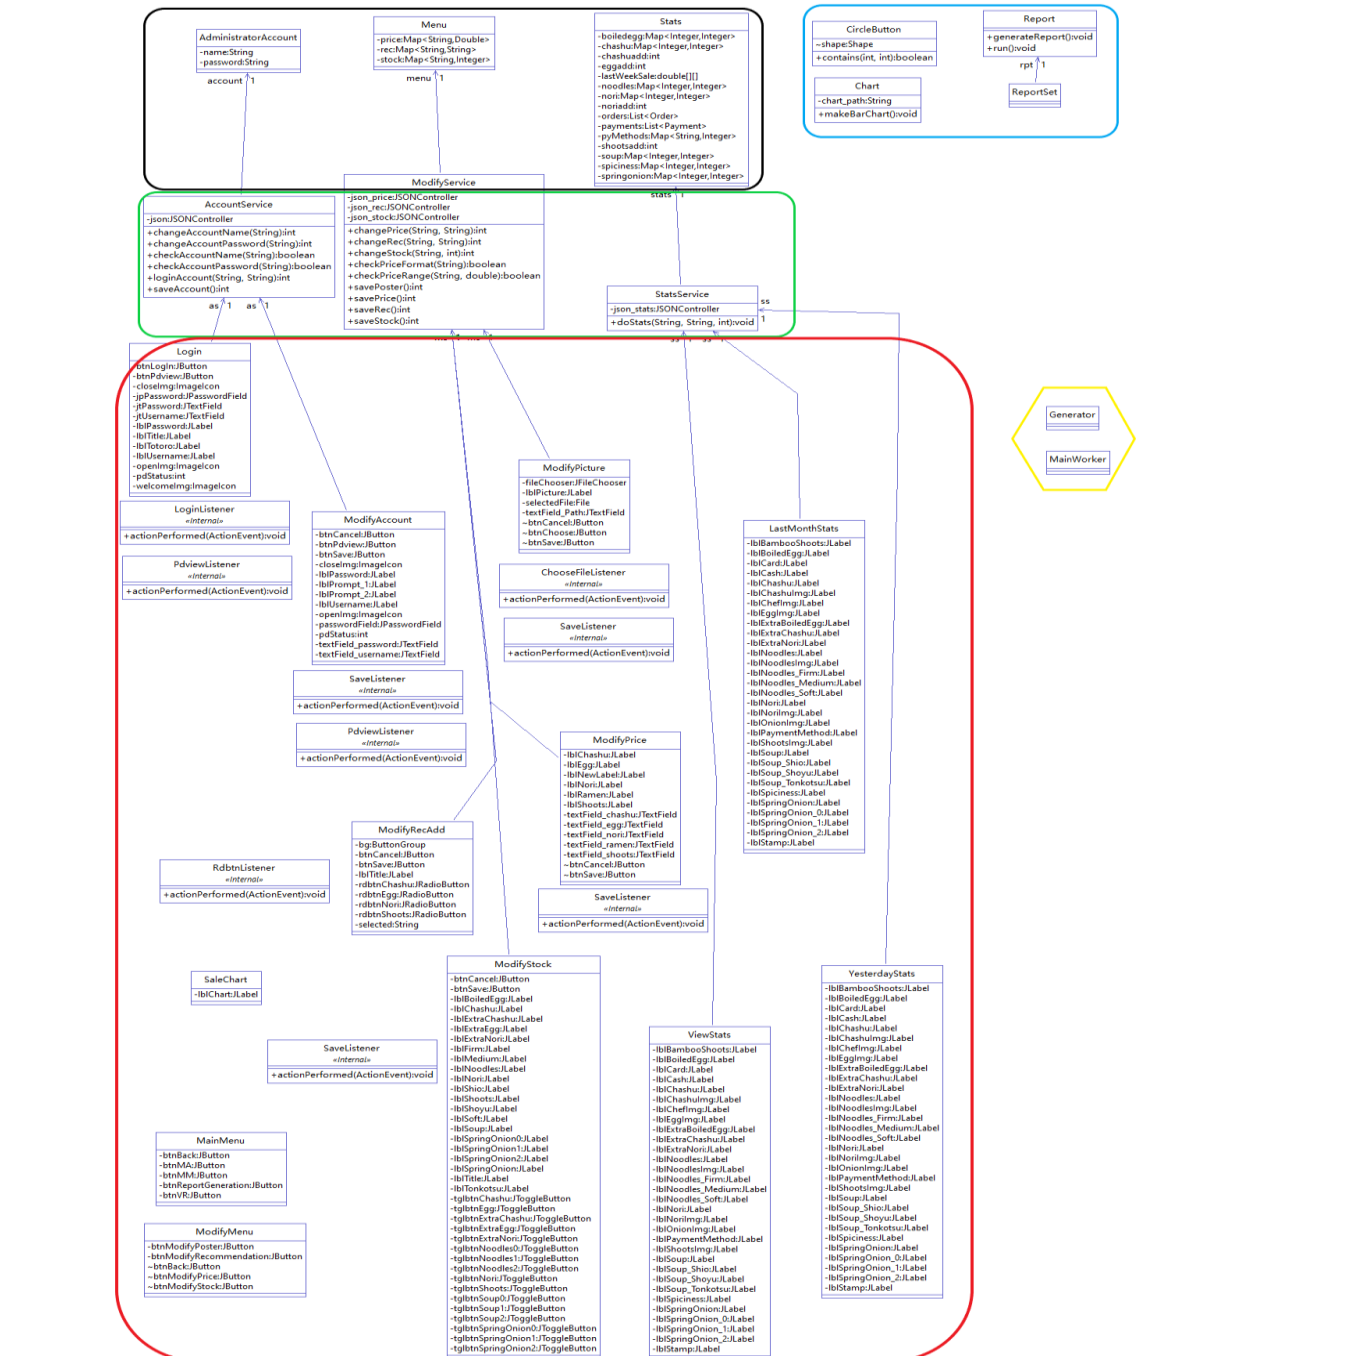 AdministratorAccount
-name:String
-password:String
account
1
Menu
-price:Map<String,Double>
-rec:Map<String,String>
-stock:Map<String,Integer>
menu
1
Stats
-boiledegg:Map<Integer,Integer>
-chashu:Map<Integer,Integer>
-chashuadd:int
-eggadd:int
-lastWeekSale:double[][]
-noodles:Map<Integer,Integer>
-nori:Map<Integer,Integer>
-noriadd:int
-orders:List<Order>
-payments:List<Payment>
-pyMethods:Map<String,Integer>
-shootsadd:int
-soup:Map<Integer,Integer>
-spiciness:Map<Integer,Integer>
-springonion:Map<Integer,Integer>
stats
1
CircleButton
~shape:Shape
+contains(int, int):boolean
Report
+generateReport():void
+run():void
rpt
1
Chart
-chart_path:String
+makeBarChart():void
ReportSet
AccountService
-json:JSONController
+changeAccountName(String):int
+changeAccountPassword(String):int
+checkAccountName(String):boolean
+checkAccountPassword(String):boolean
+loginAccount(String, String):int
+saveAccount():int
as
1
as
1
ModifyService
-json_price:JSONController
-json_rec:JSONController
-json_stock:JSONController
+changePrice(String, String):int
+changeRec(String, String):int
+changeStock(String, int):int
+checkPriceFormat(String):boolean
+checkPriceRange(String, double):boolean
+savePoster():int
+savePrice():int
+saveRec():int
+saveStock():int
StatsService
-json_stats:JSONController
+doStats(String, String, int):void
ss
1
Login
-btnLogIn:JButton
-btnPdview:JButton
-closeImg:ImageIcon
-jpPassword:JPasswordField
-jtPassword:JTextField
-jtUsername:JTextField
-lblPassword:JLabel
-lblTitle:JLabel
-lblTotoro:JLabel
-lblUsername:JLabel
-openImg:ImageIcon
-pdStatus:int
-welcomeImg:ImageIcon
LoginListener
«Internal»
+actionPerformed(ActionEvent):void
PdviewListener
«Internal»
+actionPerformed(ActionEvent):void
ModifyAccount
-btnCancel:JButton
-btnPdview:JButton
-btnSave:JButton
-closeImg:ImageIcon
-lblPassword:JLabel
-lblPrompt_1:JLabel
-lblPrompt_2:JLabel
-lblUsername:JLabel
-openImg:ImageIcon
-passwordField:JPasswordField
-pdStatus:int
-textField_password:JTextField
-textField_username:JTextField
SaveListener
«Internal»
+actionPerformed(ActionEvent):void
PdviewListener
«Internal»
+actionPerformed(ActionEvent):void
ModifyPicture
-fileChooser:JFileChooser
-lblPicture:JLabel
-selectedFile:File
-textField_Path:JTextField
~btnCancel:JButton
~btnChoose:JButton
~btnSave:JButton
ChooseFileListener
«Internal»
+actionPerformed(ActionEvent):void
SaveListener
«Internal»
+actionPerformed(ActionEvent):void
Generator
MainWorker
LastMonthStats
-lblBambooShoots:JLabel
-lblBoiledEgg:JLabel
-lblCard:JLabel
-lblCash:JLabel
-lblChashu:JLabel
-lblChashuImg:JLabel
-lblChefImg:JLabel
-lblEggImg:JLabel
-lblExtraBoiledEgg:JLabel
-lblExtraChashu:JLabel
-lblExtraNori:JLabel
-lblNoodles:JLabel
-lblNoodlesImg:JLabel
-lblNoodles_Firm:JLabel
-lblNoodles_Medium:JLabel
-lblNoodles_Soft:JLabel
-lblNori:JLabel
-lblNoriImg:JLabel
-lblOnionImg:JLabel
-lblPaymentMethod:JLabel
-lblShootsImg:JLabel
-lblSoup:JLabel
-lblSoup_Shio:JLabel
-lblSoup_Shoyu:JLabel
-lblSoup_Tonkotsu:JLabel
-lblSpiciness:JLabel
-lblSpringOnion:JLabel
-lblSpringOnion_0:JLabel
-lblSpringOnion_1:JLabel
-lblSpringOnion_2:JLabel
-lblStamp:JLabel
ModifyPrice
-lblChashu:JLabel
-lblEgg:JLabel
-lblNewLabel:JLabel
-lblNori:JLabel
-lblRamen:JLabel
-lblShoots:JLabel
-textField_chashu:JTextField
-textField_egg:JTextField
-textField_nori:JTextField
-textField_ramen:JTextField
-textField_shoots:JTextField
~btnCancel:JButton
~btnSave:JButton
SaveListener
«Internal»
+actionPerformed(ActionEvent):void
ModifyRecAdd
-bg:ButtonGroup
-btnCancel:JButton
-btnSave:JButton
-lblTitle:JLabel
-rdbtnChashu:JRadioButton
-rdbtnEgg:JRadioButton
-rdbtnNori:JRadioButton
-rdbtnShoots:JRadioButton
-selected:String
RdbtnListener
«Internal»
+actionPerformed(ActionEvent):void
SaleChart
-lblChart:JLabel
SaveListener
«Internal»
+actionPerformed(ActionEvent):void
MainMenu
-btnBack:JButton
-btnMA:JButton
-btnMM:JButton
-btnReportGeneration:JButton
-btnVR:JButton
ModifyMenu
-btnModifyPoster:JButton
-btnModifyRecommendation:JButton
~btnBack:JButton
~btnModifyPrice:JButton
~btnModifyStock:JButton
ModifyStock
-btnCancel:JButton
-btnSave:JButton
-lblBoiledEgg:JLabel
-lblChashu:JLabel
-lblExtraChashu:JLabel
-lblExtraEgg:JLabel
-lblExtraNori:JLabel
-lblFirm:JLabel
-lblMedium:JLabel
-lblNoodles:JLabel
-lblNori:JLabel
-lblShio:JLabel
-lblShoots:JLabel
-lblShoyu:JLabel
-lblSoft:JLabel
-lblSoup:JLabel
-lblSpringOnion0:JLabel
-lblSpringOnion1:JLabel
-lblSpringOnion2:JLabel
-lblSpringOnion:JLabel
-lblTitle:JLabel
-lblTonkotsu:JLabel
-tglbtnChashu:JToggleButton
-tglbtnEgg:JToggleButton
-tglbtnExtraChashu:JToggleButton
-tglbtnExtraEgg:JToggleButton
-tglbtnExtraNori:JToggleButton
-tglbtnNoodles0:JToggleButton
-tglbtnNoodles1:JToggleButton
-tglbtnNoodles2:JToggleButton
-tglbtnNori:JToggleButton
-tglbtnShoots:JToggleButton
-tglbtnSoup0:JToggleButton
-tglbtnSoup1:JToggleButton
-tglbtnSoup2:JToggleButton
-tglbtnSpringOnion0:JToggleButton
-tglbtnSpringOnion1:JToggleButton
-tglbtnSpringOnion2:JToggleButton
ViewStats
-lblBambooShoots:JLabel
-lblBoiledEgg:JLabel
-lblCard:JLabel
-lblCash:JLabel
-lblChashu:JLabel
-lblChashuImg:JLabel
-lblChefImg:JLabel
-lblEggImg:JLabel
-lblExtraBoiledEgg:JLabel
-lblExtraChashu:JLabel
-lblExtraNori:JLabel
-lblNoodles:JLabel
-lblNoodlesImg:JLabel
-lblNoodles_Firm:JLabel
-lblNoodles_Medium:JLabel
-lblNoodles_Soft:JLabel
-lblNori:JLabel
-lblNoriImg:JLabel
-lblOnionImg:JLabel
-lblPaymentMethod:JLabel
-lblShootsImg:JLabel
-lblSoup:JLabel
-lblSoup_Shio:JLabel
-lblSoup_Shoyu:JLabel
-lblSoup_Tonkotsu:JLabel
-lblSpiciness:JLabel
-lblSpringOnion:JLabel
-lblSpringOnion_0:JLabel
-lblSpringOnion_1:JLabel
-lblSpringOnion_2:JLabel
-lblStamp:JLabel
YesterdayStats
-lblBambooShoots:JLabel
-lblBoiledEgg:JLabel
-lblCard:JLabel
-lblCash:JLabel
-lblChashu:JLabel
-lblChashuImg:JLabel
-lblChefImg:JLabel
-lblEggImg:JLabel
-lblExtraBoiledEgg:JLabel
-lblExtraChashu:JLabel
-lblExtraNori:JLabel
-lblNoodles:JLabel
-lblNoodlesImg:JLabel
-lblNoodles_Firm:JLabel
-lblNoodles_Medium:JLabel
-lblNoodles_Soft:JLabel
-lblNori:JLabel
-lblNoriImg:JLabel
-lblOnionImg:JLabel
-lblPaymentMethod:JLabel
-lblShootsImg:JLabel
-lblSoup:JLabel
-lblSoup_Shio:JLabel
-lblSoup_Shoyu:JLabel
-lblSoup_Tonkotsu:JLabel
-lblSpiciness:JLabel
-lblSpringOnion:JLabel
-lblSpringOnion_0:JLabel
-lblSpringOnion_1:JLabel
-lblSpringOnion_2:JLabel
-lblStamp:JLabel